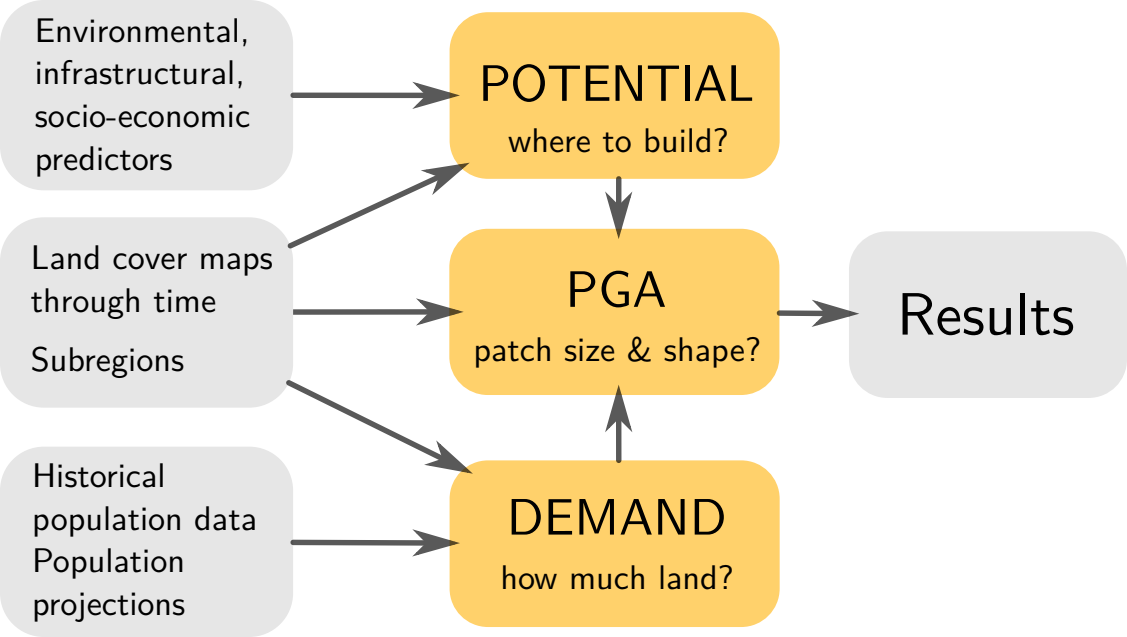 Environmental,
infrastructural,
socio-economic
predictors
POTENTIAL
where to build?
Land cover maps
through time
Subregions
PGA
patch size & shape?
Results
Historical
population data
Population
projections
DEMAND
how much land?